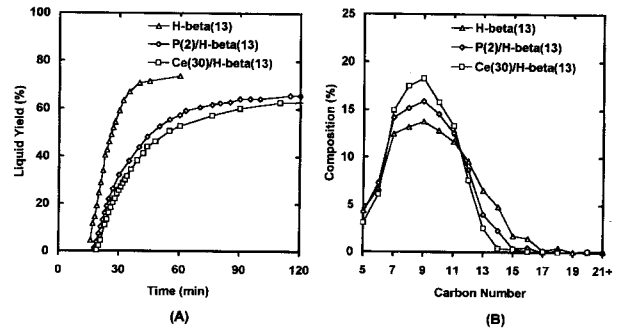 H-beta(13)
P(2)/H-beta(13)
Ce(30)/H-beta(13)
Liquid Yield (%)
100
80
60
40
20
0
0 30 60 90 120
Time (min)
(A)
H-beta(13)
P(2)/H-beta(13)
Ce(30)/H-beta(13)
Composition (%)
25
20
15
10
5
0
5 7 9 11 13 15 17 19 21+
Carbon Number
(B)